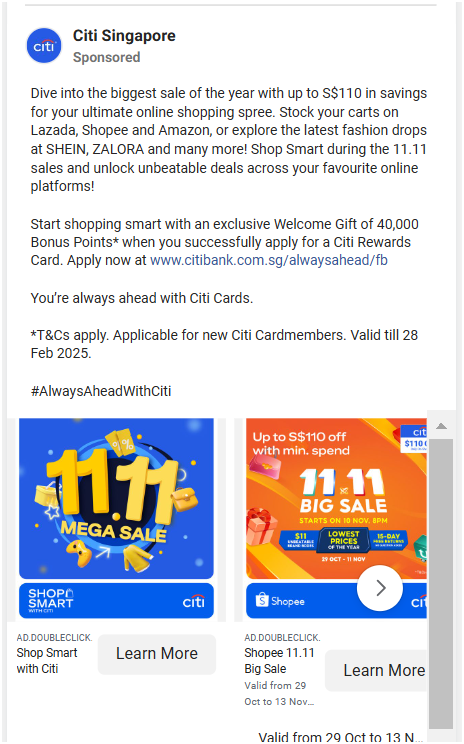 citi
Citi Singapore
Sponsored
Dive into the biggest sale of the year with up to S$110 in savings
for your ultimate online shopping spree. Stock your carts on
Lazada, Shopee and Amazon, or explore the latest fashion drops
at SHEIN, ZALORA and many more! Shop Smart during the 11.11
sales and unlock unbeatable deals across your favourite online
platforms!
Start shopping smart with an exclusive Welcome Gift of 40,000
Bonus Points* when you successfully apply for a Citi Rewards
Card. Apply now at www.citibank.com.sg/alwaysahead/fb
You’re always ahead with Citi Cards.
*T&Cs apply. Applicable for new Citi Cardmembers. Valid till 28
Feb 2025.
#AlwaysAheadWithCiti
%
11.11
MEGA SALE
SHOP
SMART
WITH CITI
citi
AD.DOUBLECLICK.
Shop Smart
with Citi
Learn More
Up to S$110 off
with min. spend
citi
$110
11 11
BIG SALE
STARTS ON 10 NOV, 8PM
$11
LOWEST
PRICES
OF THE YEAR
15-DAY
29 OCT - 11 NOV
Shopee
citi
AD.DOUBLECLICK.
Shopee 11.11
Big Sale
Valid from 29
Oct to 13 Nov...
Learn More
Valid from 29 Oct to 13 N...